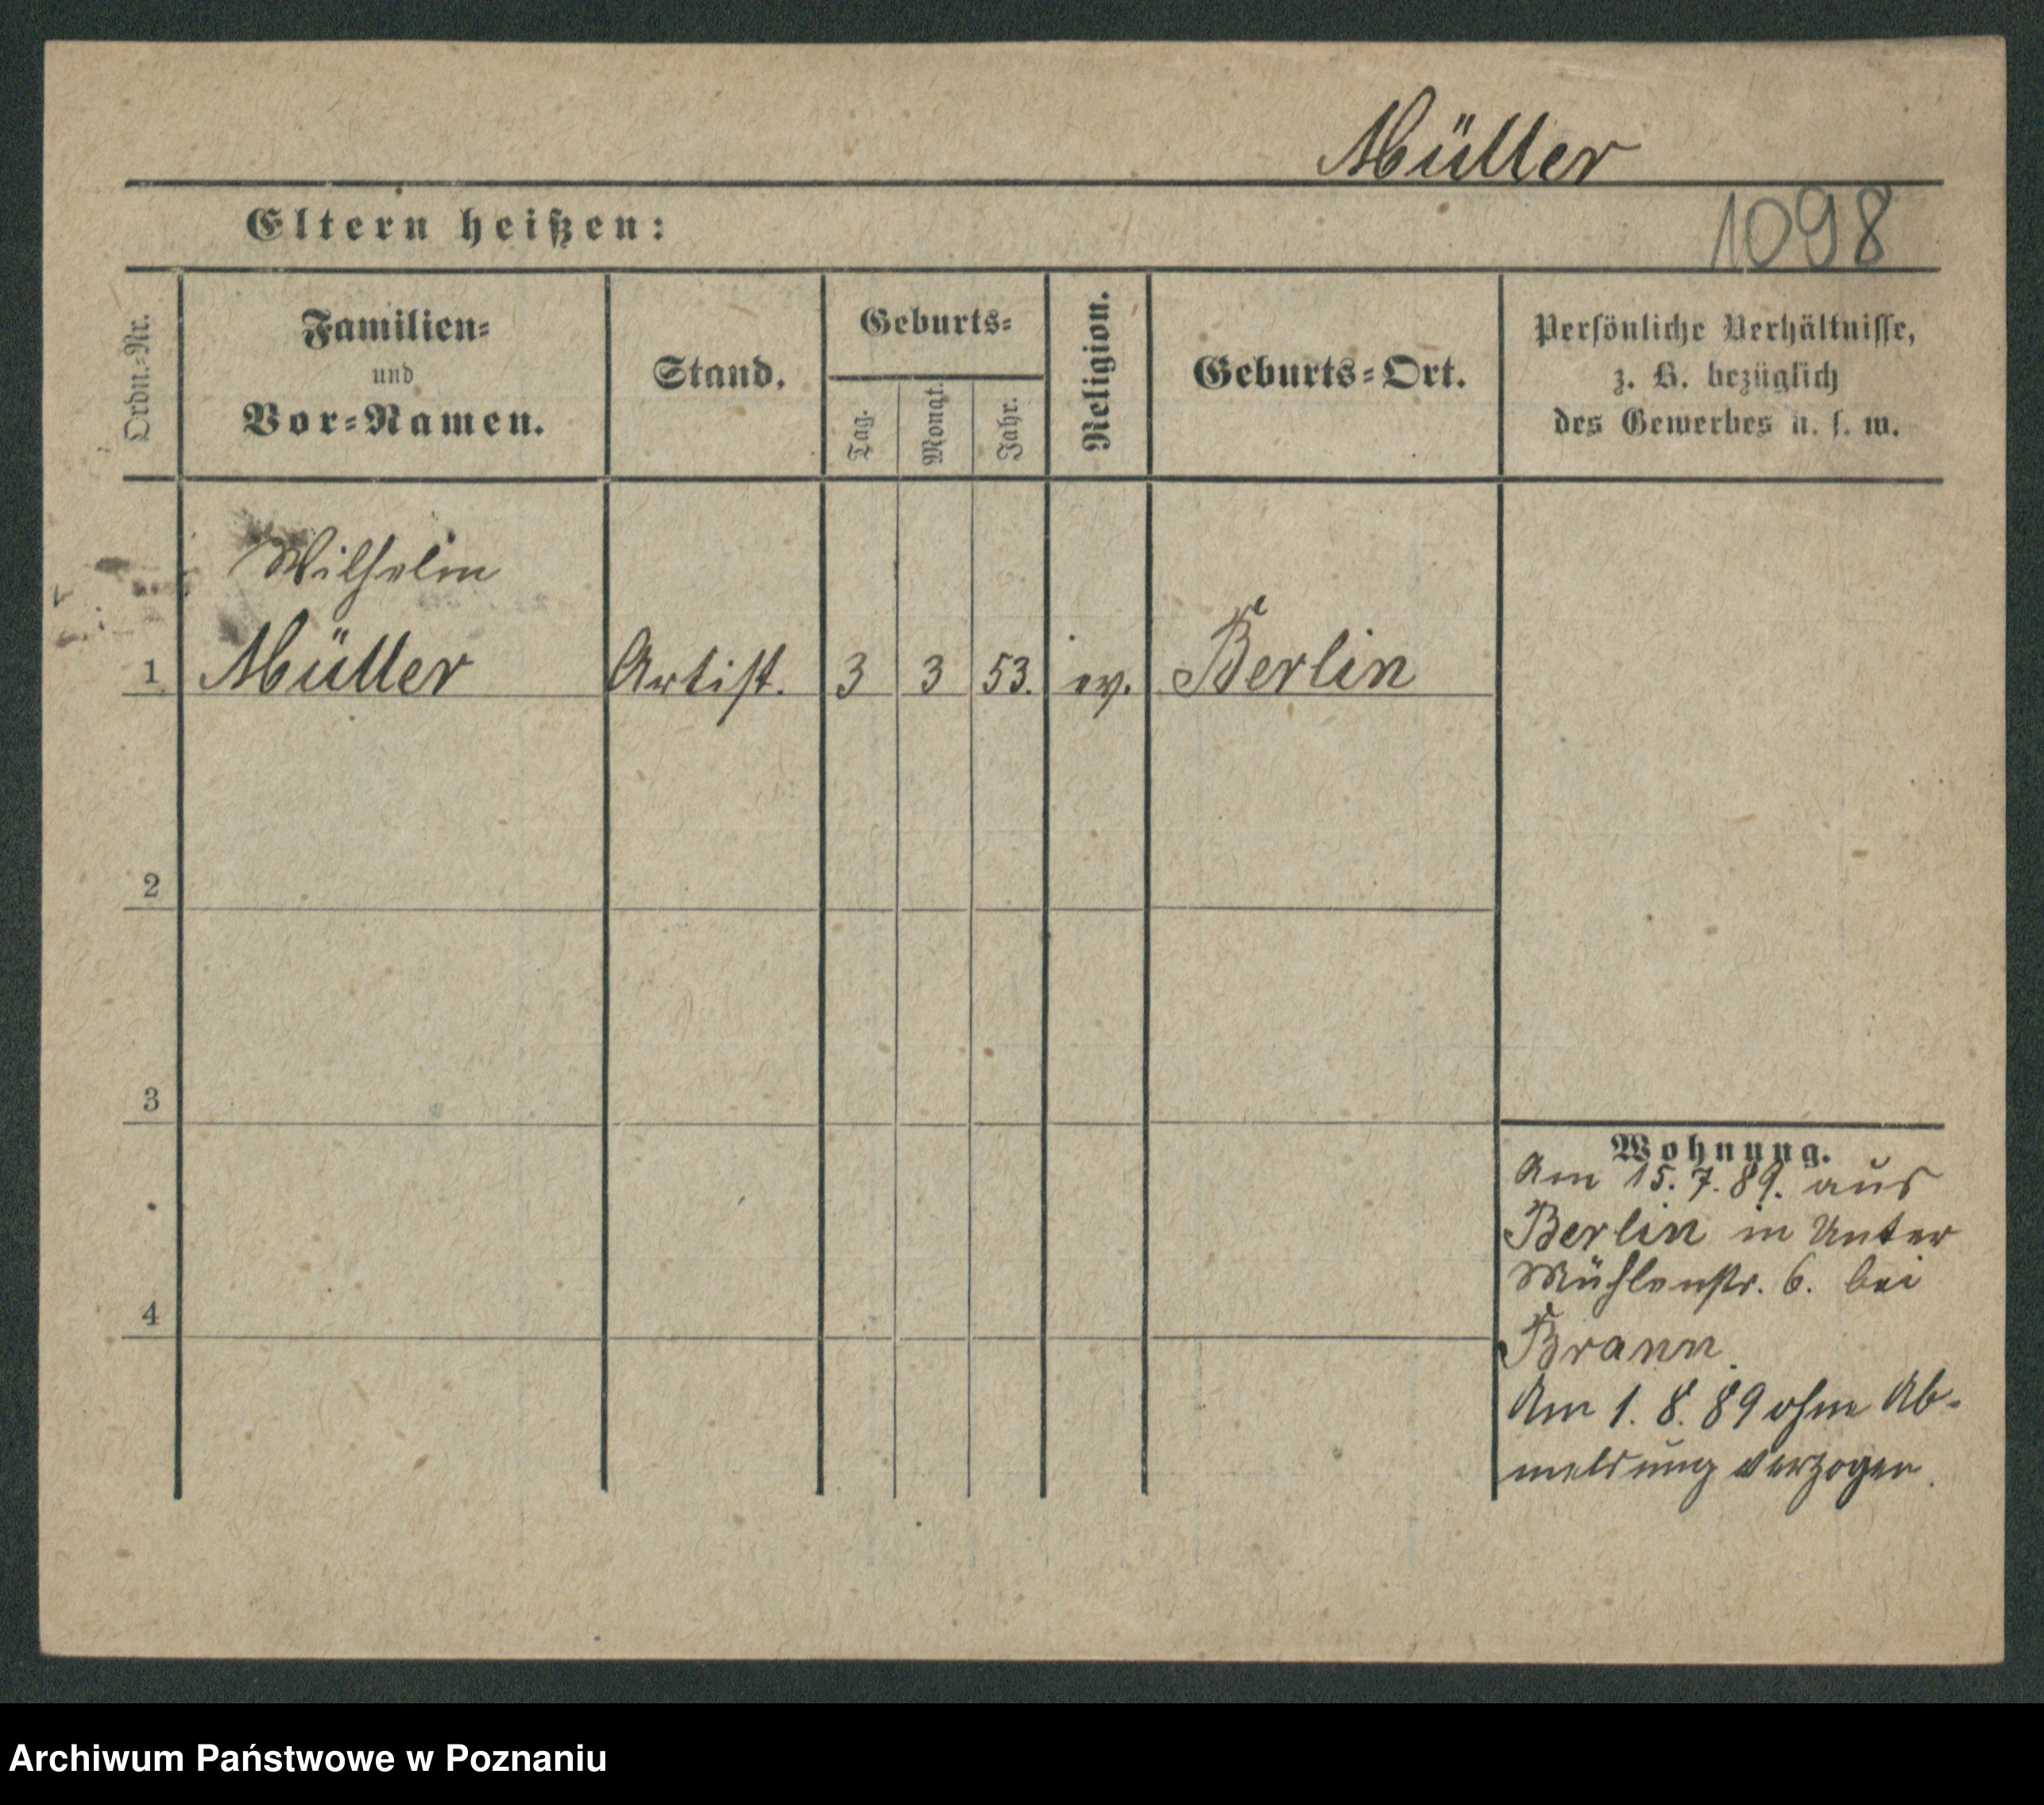 Müller
1098
Eltern heißen:
Ordn.-Nr.
Familien-
und
Vor-Namen.
Stand.
Geburts-
Tag.
Monat.
Jahr.
Religion.
Geburts-Ort.
Persönliche Verhältnisse,
z. B. bezüglich
des Gewerbes u. s. w.
Wilhelm
1 Müller Artist. 3 3 53. ev. Berlin
2
3
4
Wohnung.
Am 15. 7. 89. aus
Berlin in Unter
Mühlenstr. 6. bei
Brann.
Am 1. 8. 89 ohne Ab-
meldung verzogen.
Archiwum Państwowe w Poznaniu